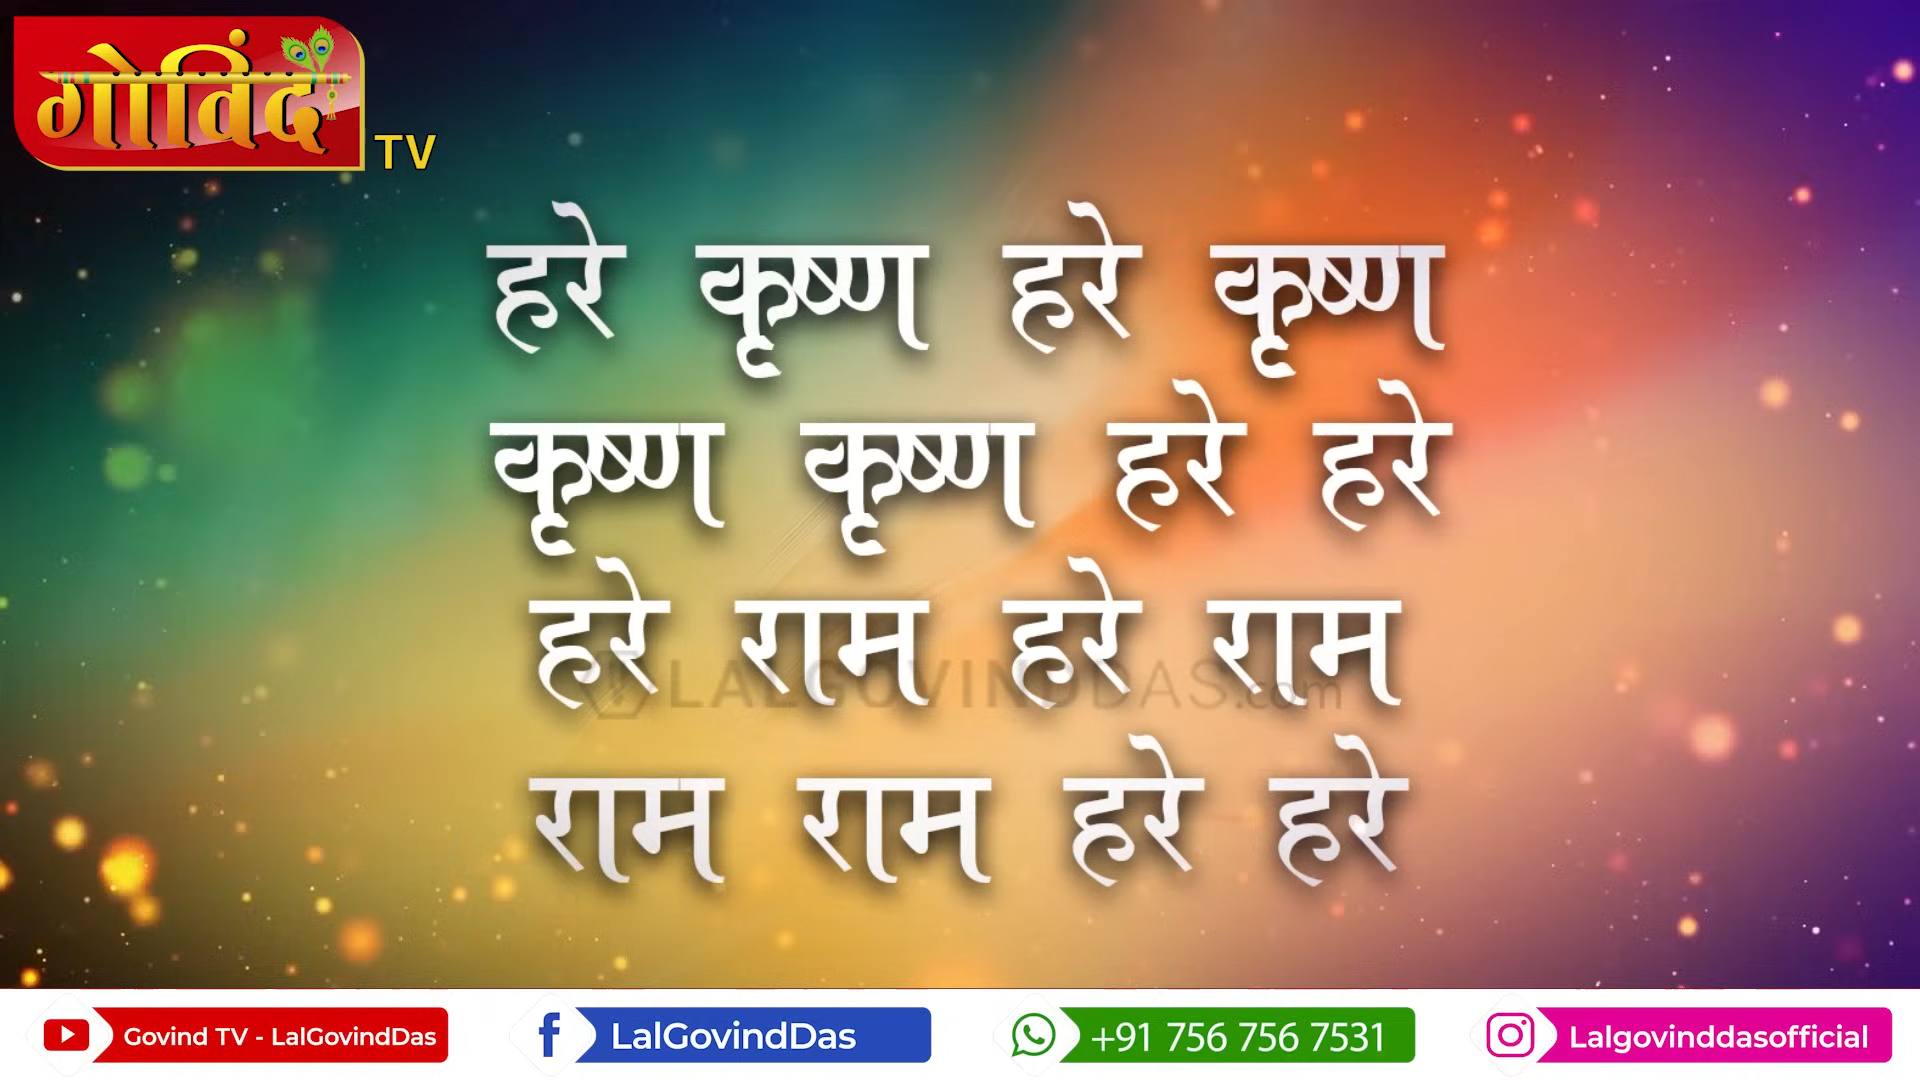 गोविंद TV
हरे कृष्ण हरे कृष्ण
कृष्ण कृष्ण हरे हरे
हरे राम हरे राम
LALGOVINDDAS.com
राम राम हरे हरे
Govind TV - LalGovindDas
LalGovindDas
+91 756 756 7531
Lalgovinddasofficial